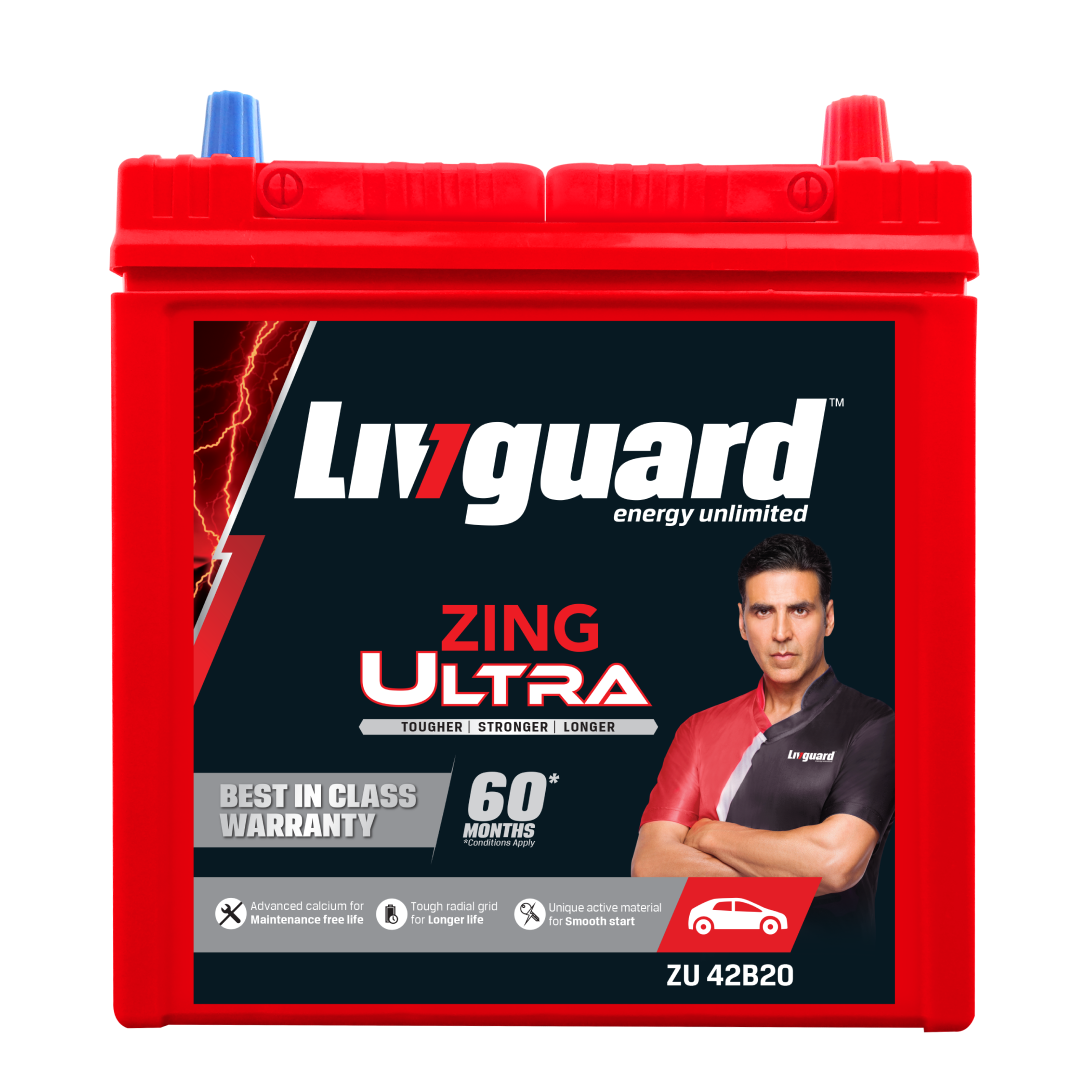 Livguard™
energy unlimited
ZING
ULTRA
TOUGHER | STRONGER | LONGER
Livguard
BEST IN CLASS
WARRANTY
60*
MONTHS
*Conditions Apply
Advanced calcium for
Maintenance free life
Tough radial grid
for Longer life
Unique active material
for Smooth start
ZU 42B20